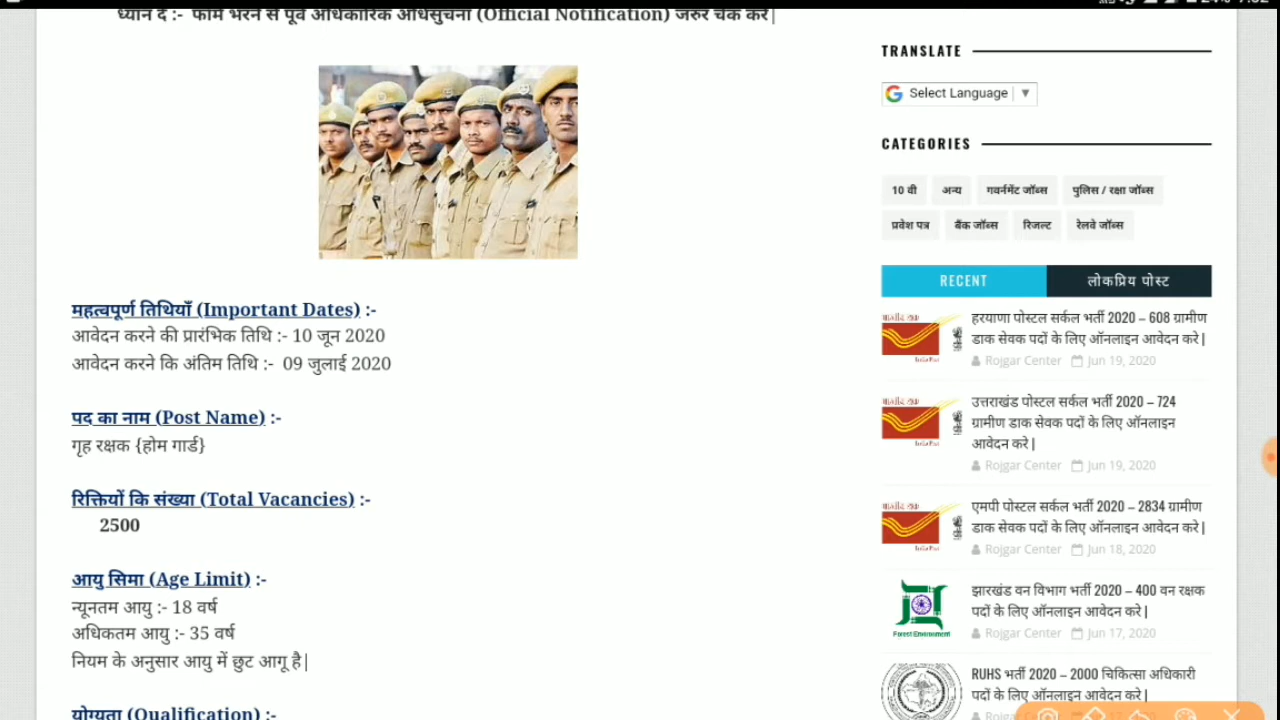 ध्यान दे :- फॉर्म भरने से पूर्व अधिकारिक अधिसुचना (Official Notification) जरुर चेक करे|
महत्वपूर्ण तिथियाँ (Important Dates) :-
आवेदन करने की प्रारंभिक तिथि :- 10 जून 2020
आवेदन करने कि अंतिम तिथि :- 09 जुलाई 2020
पद का नाम (Post Name) :-
गृह रक्षक {होम गार्ड}
रिक्तियों कि संख्या (Total Vacancies) :-
2500
आयु सिमा (Age Limit) :-
न्यूनतम आयु :- 18 वर्ष
अधिकतम आयु :- 35 वर्ष
नियम के अनुसार आयु में छुट आगू है|
योग्यता (Qualification) :-
TRANSLATE
Select Language ▼
CATEGORIES
10 वी अन्य गवर्नमेंट जॉब्स पुलिस / रक्षा जॉब्स
प्रवेश पत्र बैंक जॉब्स रिजल्ट रेलवे जॉब्स
RECENT लोकप्रिय पोस्ट
हरयाणा पोस्टल सर्कल भर्ती 2020 – 608 ग्रामीण
डाक सेवक पदों के लिए ऑनलाइन आवेदन करे |
Rojgar Center Jun 19, 2020
उत्तराखंड पोस्टल सर्कल भर्ती 2020 – 724
ग्रामीण डाक सेवक पदों के लिए ऑनलाइन
आवेदन करे |
Rojgar Center Jun 19, 2020
एमपी पोस्टल सर्कल भर्ती 2020 – 2834 ग्रामीण
डाक सेवक पदों के लिए ऑनलाइन आवेदन करे |
Rojgar Center Jun 18, 2020
झारखंड वन विभाग भर्ती 2020 – 400 वन रक्षक
पदों के लिए ऑनलाइन आवेदन करे |
Forest Environment
Rojgar Center Jun 17, 2020
RUHS भर्ती 2020 – 2000 चिकित्सा अधिकारी
पदों के लिए ऑनलाइन आवेदन करे |